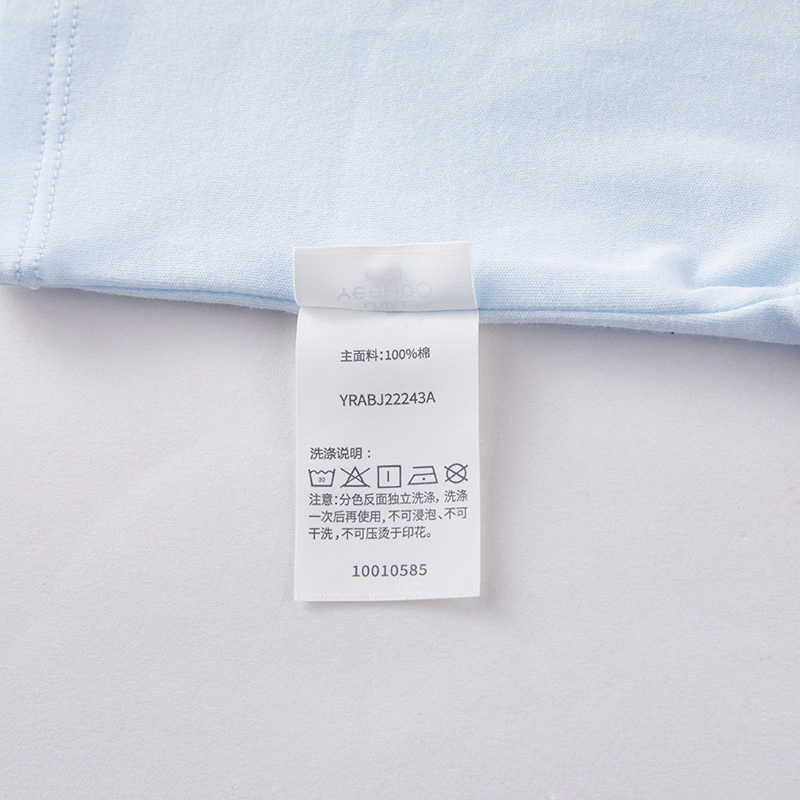 主面料:100%棉
YRABJ22243A
洗涤说明:
30
注意:分色反面独立洗涤,洗涤
一次后再使用,不可浸泡、不可
干洗,不可压烫于印花。
10010585